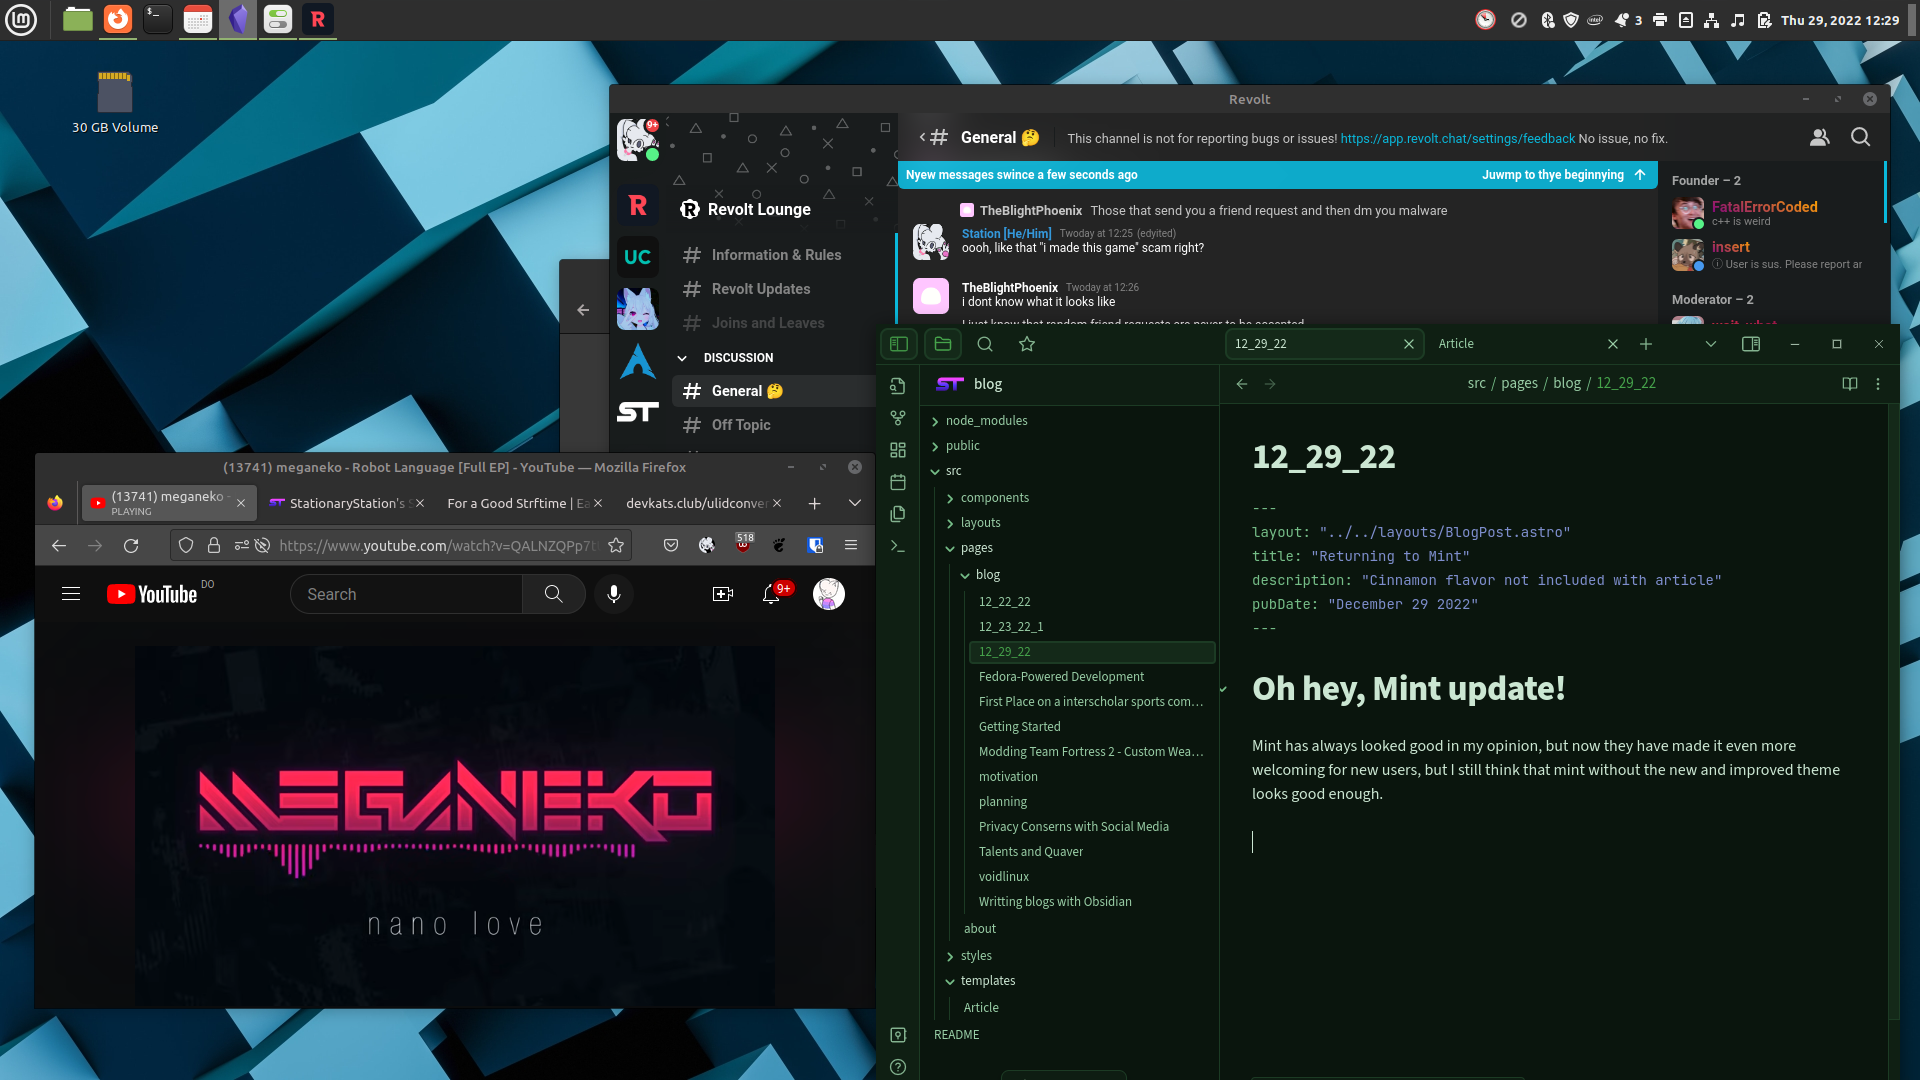 3
Thu 29, 2022 12:29
30 GB Volume
Revolt
9+
Revolt Lounge
R
UC
ST
Information & Rules
Revolt Updates
Joins and Leaves
DISCUSSION
General 🤔
Off Topic
# General 🤔
This channel is not for reporting bugs or issues! https://app.revolt.chat/settings/feedback No issue, no fix.
Nyew messages swince a few seconds ago
Juwmp to thye beginnying
TheBlightPhoenix Those that send you a friend request and then dm you malware
Station [He/Him] Twoday at 12:25 (edyited)
oooh, like that "i made this game" scam right?
TheBlightPhoenix Twoday at 12:26
i dont know what it looks like
I just know that random friend requests are never to be accepted
Founder – 2
FatalErrorCoded
c++ is weird
insert
User is sus. Please report ar
Moderator – 2
(13741) meganeko - Robot Language [Full EP] - YouTube — Mozilla Firefox
(13741) meganeko -
PLAYING
StationaryStation's
For a Good Strftime | Ea
devkats.club/ulidconver
https://www.youtube.com/watch?v=QALNZQPp7t
518
YouTube DO
Search
9+
MEGANEKO
nano love
12_29_22
Article
ST blog
src / pages / blog / 12_29_22
node_modules
public
src
components
layouts
pages
blog
12_22_22
12_23_22_1
12_29_22
Fedora-Powered Development
First Place on a interscholar sports com…
Getting Started
Modding Team Fortress 2 - Custom Wea…
motivation
planning
Privacy Conserns with Social Media
Talents and Quaver
voidlinux
Writting blogs with Obsidian
about
styles
templates
Article
README
12_29_22
---
layout: "../../layouts/BlogPost.astro"
title: "Returning to Mint"
description: "Cinnamon flavor not included with article"
pubDate: "December 29 2022"
---
Oh hey, Mint update!
Mint has always looked good in my opinion, but now they have made it even more
welcoming for new users, but I still think that mint without the new and improved theme
looks good enough.